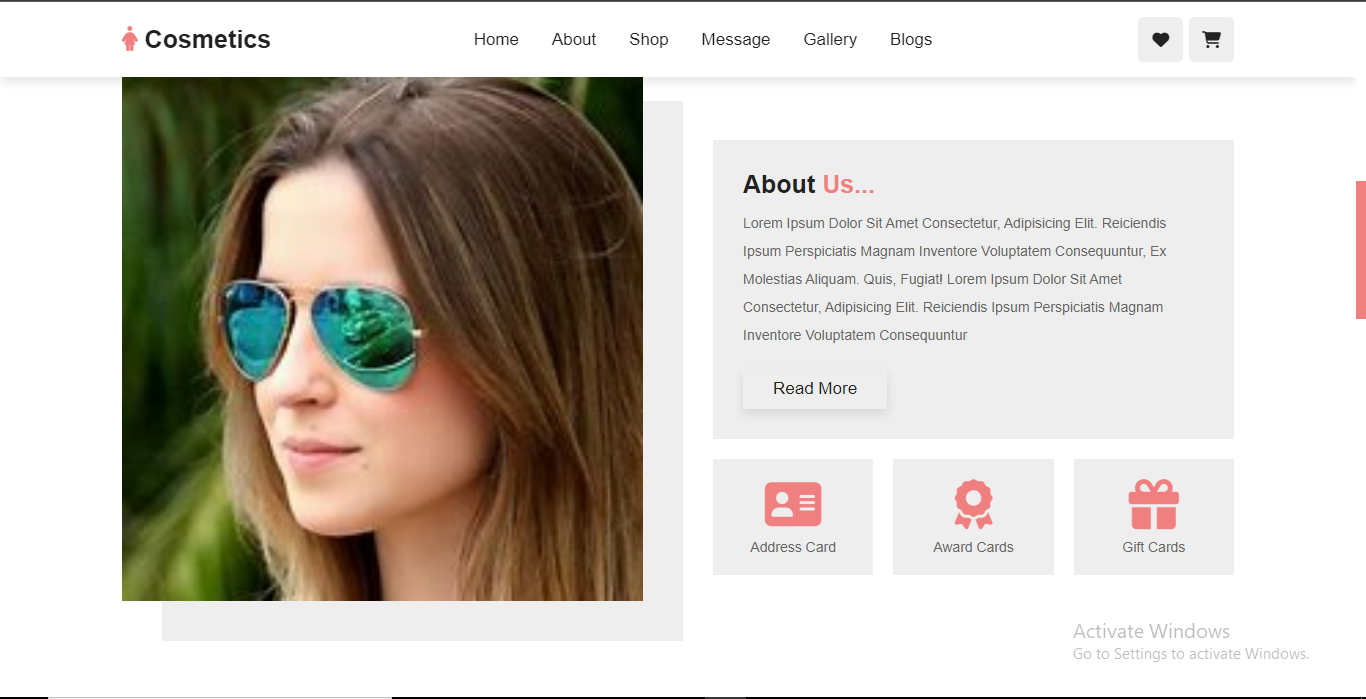 Cosmetics
Home About Shop Message Gallery Blogs
About Us...
Lorem Ipsum Dolor Sit Amet Consectetur, Adipisicing Elit. Reiciendis
Ipsum Perspiciatis Magnam Inventore Voluptatem Consequuntur, Ex
Molestias Aliquam. Quis, Fugiat! Lorem Ipsum Dolor Sit Amet
Consectetur, Adipisicing Elit. Reiciendis Ipsum Perspiciatis Magnam
Inventore Voluptatem Consequuntur
Read More
Address Card
Award Cards
Gift Cards
Activate Windows
Go to Settings to activate Windows.